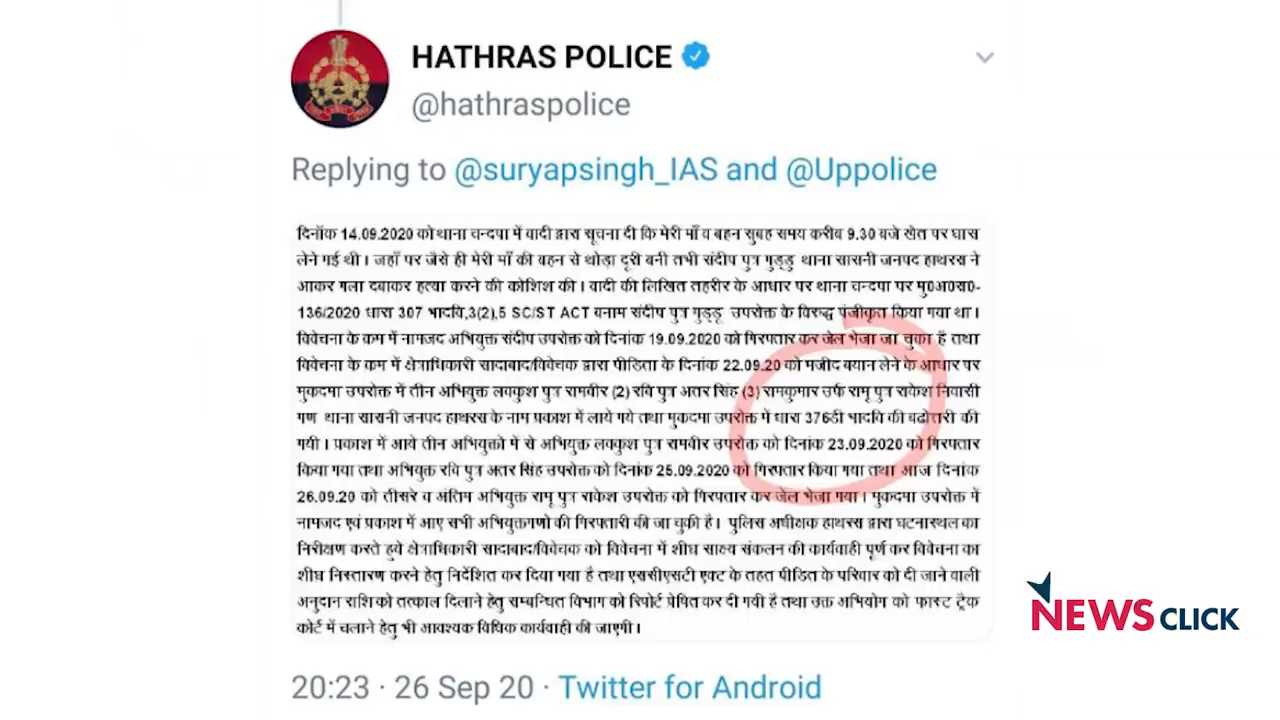 HATHRAS POLICE
@hathraspolice
Replying to @suryapsingh_IAS and @Uppolice
दिनॉक 14.09.2020 को थाना चन्दपा में वादी द्वारा सूचना दी कि मेरी माँ व बहन सुबह समय करीब 9.30 बजे खेत पर घास
लेने गई थी। जहाँ पर जैसे ही मेरी माँ की बहन से थोड़ा दूरी बनी तभी संदीप पुत्र गुड्डु थाना सासनी जनपद हाथरस ने
आकर गला दबाकर हत्या करने की कोशिश की। वादी की लिखित तहरीर के आधार पर थाना चन्दपा पर मु0अ0स0-
136/2020 धारा 307 भादवि,3(2),5 SC/ST ACT बनाम संदीप पुत्र गुड्डू उपरोक्त के विरुद्ध पंजीकृत किया गया था।
विवेचना के कम में नामजद अभियुक्त संदीप उपरोक्त को दिनांक 19.09.2020 को गिरफ्तार कर जेल भेजा जा चुका है तथा
विवेचना के कम में क्षेत्राधिकारी सादाबाद/विवेचक द्वारा पीडिता के दिनांक 22.09.20 को मजीद बयान लेने के आधार पर
मुकदमा उपरोक्त में तीन अभियुक्त लवकुश पुत्र रामवीर (2) रवि पुत्र अतर सिंह (3) रामकुमार उर्फ रामू पुत्र राकेश निवासी
गण थाना सासनी जनपद हाथरस के नाम प्रकाश में लाये गये तथा मुकदमा उपरोक्त में धारा 376डी भादवि की बढोत्तरी की
गयी। प्रकाश में आये तीन अभियुक्तो में से अभियुक्त लवकुश पुत्र रामवीर उपरोक्त को दिनांक 23.09.2020 को गिरफ्तार
किया गया तथा अभियुक्त रवि पुत्र अतर सिंह उपरोक्त को दिनांक 25.09.2020 को गिरफ्तार किया गया तथा आज दिनांक
26.09.20 को तीसरे व अंतिम अभियुक्त रामू पुत्र राकेश उपरोक्त को गिरफ्तार कर जेल भेजा गया। मुकदमा उपरोक्त में
नामजद एवं प्रकाश में आए सभी अभियुक्तगणो की गिरफ्तारी की जा चुकी है। पुलिस अधीक्षक हाथरस द्वारा घटनास्थल का
निरीक्षण करते हुये क्षेत्राधिकारी सादाबाद/विवेचक को विवेचना में शीघ्र साक्ष्य संकलन की कार्यवाही पूर्ण कर विवेचना का
शीघ्र निस्तारण करने हेतु निर्देशित कर दिया गया है तथा एससीएसटी एक्ट के तहत पीडित के परिवार को दी जाने वाली
अनुदान राशि को तत्काल दिलाने हेतु सम्बन्धित विभाग को रिपोर्ट प्रेषित कर दी गयी है तथा उक्त अभियोग को फास्ट ट्रैक
कोर्ट में चलाने हेतु भी आवश्यक विधिक कार्यवाही की जाएगी।
20:23 · 26 Sep 20 · Twitter for Android
NEWSCLICK